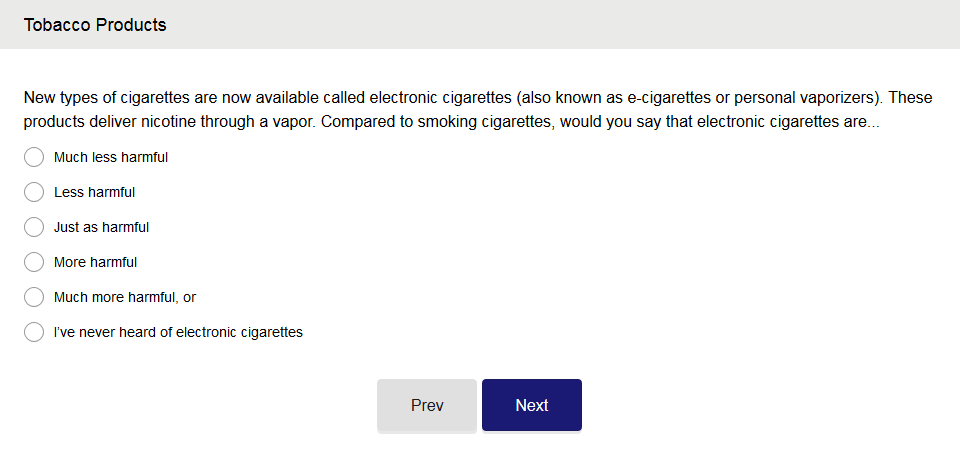 Tobacco Products
New types of cigarettes are now available called electronic cigarettes (also known as e-cigarettes or personal vaporizers). These
products deliver nicotine through a vapor. Compared to smoking cigarettes, would you say that electronic cigarettes are...
Much less harmful
Less harmful
Just as harmful
More harmful
Much more harmful, or
I've never heard of electronic cigarettes
Prev
Next